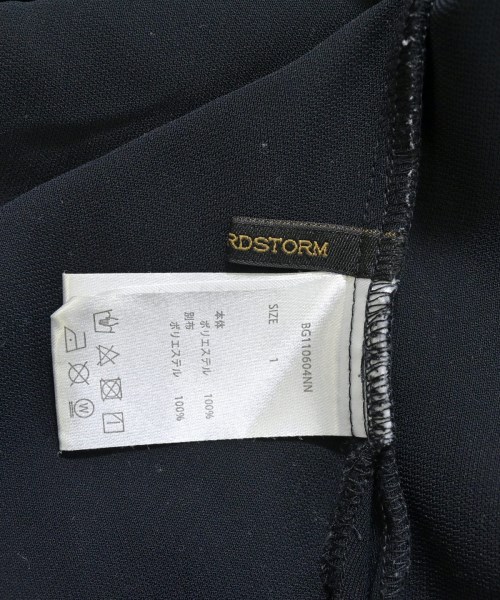 RDSTORM
BG110604NN
SIZE 1
本体
ポリエステル 100%
別布
ポリエステル 100%
W